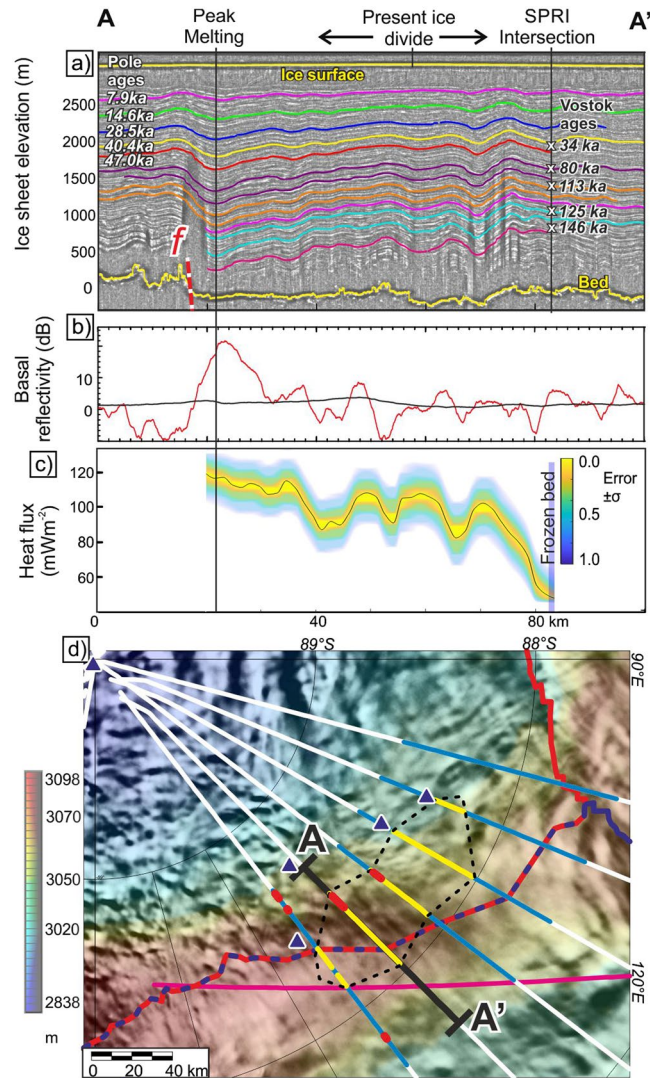 A
Peak
Melting
Present ice
divide
SPRI
Intersection
A'
a)
Pole
ages
Ice surface
7.9ka
14.6ka
28.5ka
40.4ka
47.0ka
Vostok
ages
x 34 ka
x 80 ka
x 113 ka
x 125 ka
x 146 ka
f
Bed
Ice sheet elevation (m)
2500
2000
1500
1000
500
0
b)
Basal
reflectivity (dB)
10
0
c)
Heat flux
(mWm-2)
120
100
80
60
Frozen bed
0.0
0.5
1.0
Error
±σ
0
40
80 km
d)
89°S
88°S
90°E
120°E
A
A'
3098
3070
3050
3020
2838
m
0 20 40 km